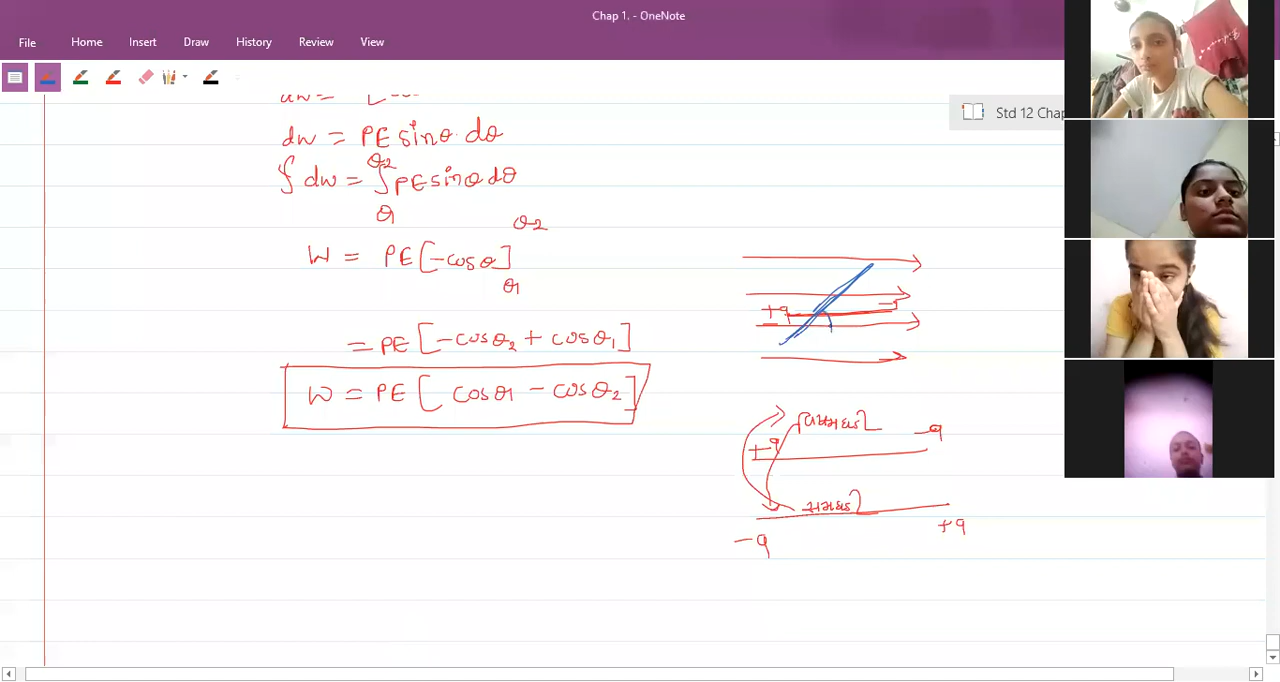 Chap 1. - OneNote
File Home Insert Draw History Review View
Std 12 Chap
dw = PE sinθ. dθ
∫ dw = ∫ PE sinθ dθ
θ2
θ1
W = PE [-cosθ]
θ2
θ1
= PE [-cosθ2 + cosθ1]
W = PE [ cosθ1 - cosθ2 ]
+q
-q
+q
-q
+q